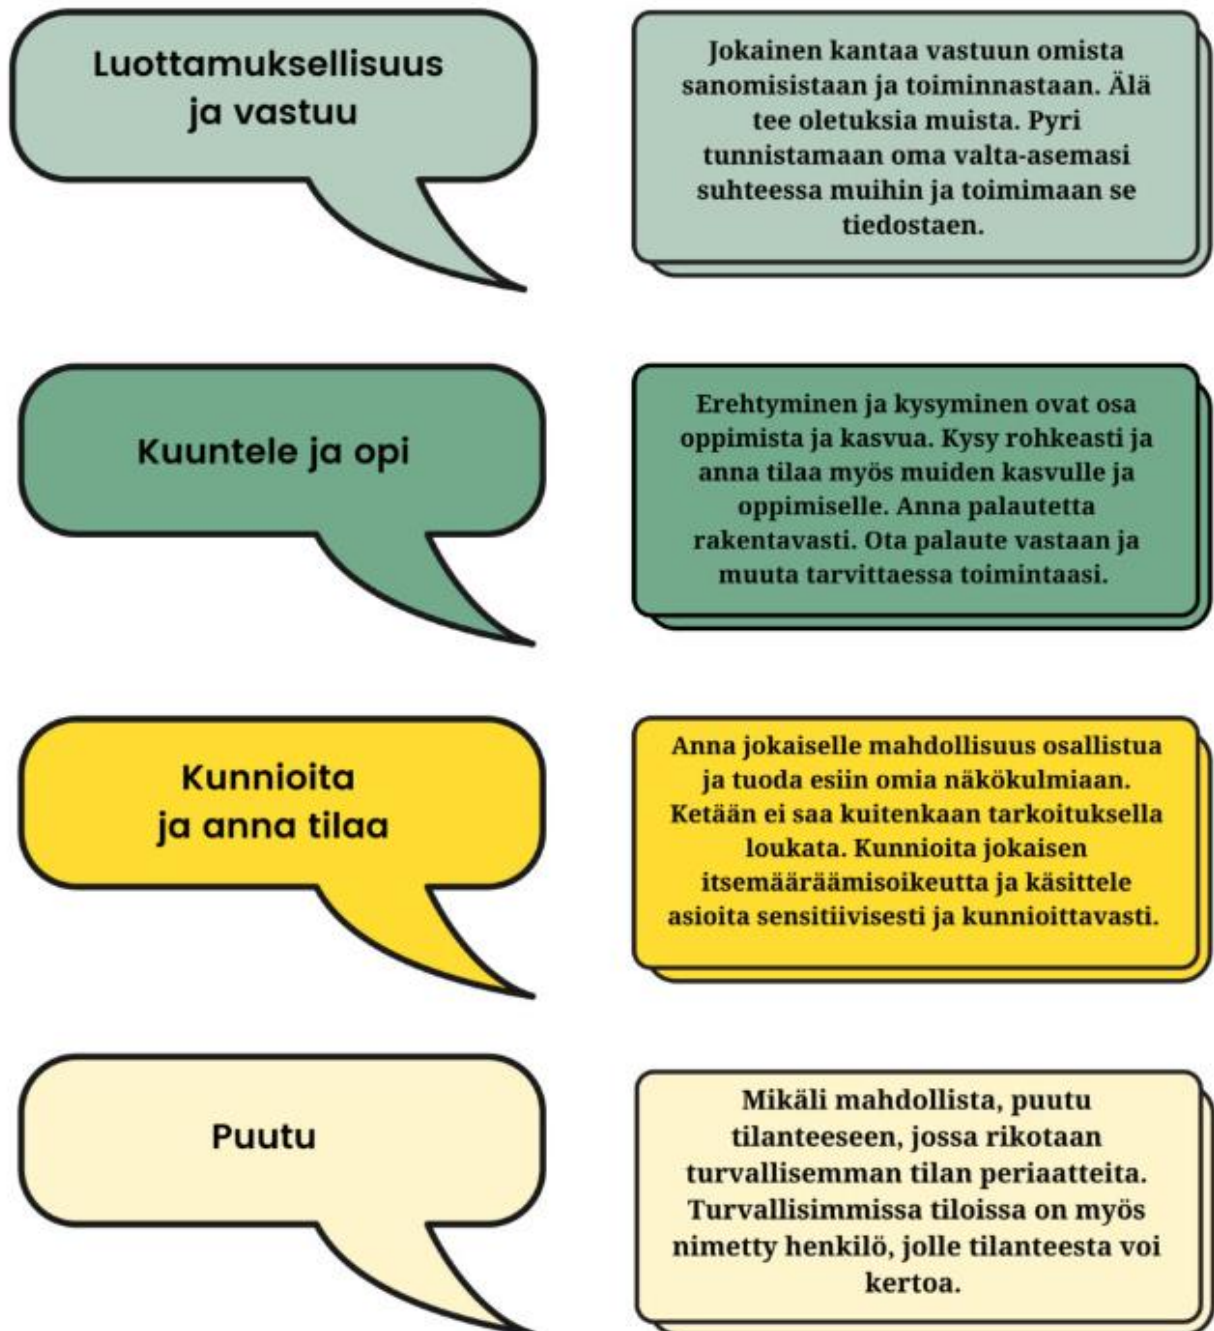 Luottamuksellisuus
ja vastuu
Jokainen kantaa vastuun omista
sanomisistaan ja toiminnastaan. Älä
tee oletuksia muista. Pyri
tunnistamaan oma valta-asemasi
suhteessa muihin ja toimimaan se
tiedostaen.
Kuuntele ja opi
Erehtyminen ja kysyminen ovat osa
oppimista ja kasvua. Kysy rohkeasti ja
anna tilaa myös muiden kasvulle ja
oppimiselle. Anna palautetta
rakentavasti. Ota palaute vastaan ja
muuta tarvittaessa toimintaasi.
Kunnioita
ja anna tilaa
Anna jokaiselle mahdollisuus osallistua
ja tuoda esiin omia näkökulmiaan.
Ketään ei saa kuitenkaan tarkoituksella
loukata. Kunnioita jokaisen
itsemääräämisoikeutta ja käsittele
asioita sensitiivisesti ja kunnioittavasti.
Puutu
Mikäli mahdollista, puutu
tilanteeseen, jossa rikotaan
turvallisemman tilan periaatteita.
Turvallisimmissa tiloissa on myös
nimetty henkilö, jolle tilanteesta voi
kertoa.